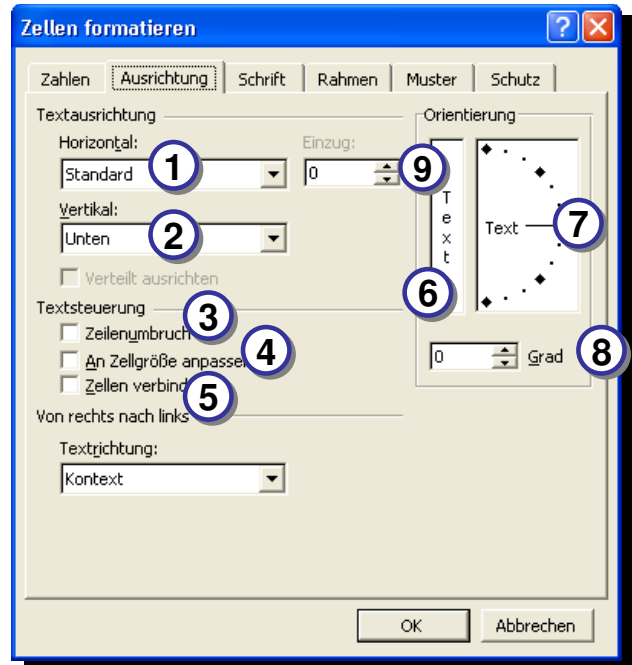 Zellen formatieren
Zahlen Ausrichtung Schrift Rahmen Muster Schutz
Textausrichtung
Horizontal: Einzug:
Standard 1 0 9
Vertikal:
Unten 2
Verteilt ausrichten
Textsteuerung
Zeilenumbruch 3
An Zellgröße anpassen 4
Zellen verbind 5
Von rechts nach links
Textrichtung:
Kontext
Orientierung
Text 6
Text 7
0 Grad 8
OK Abbrechen